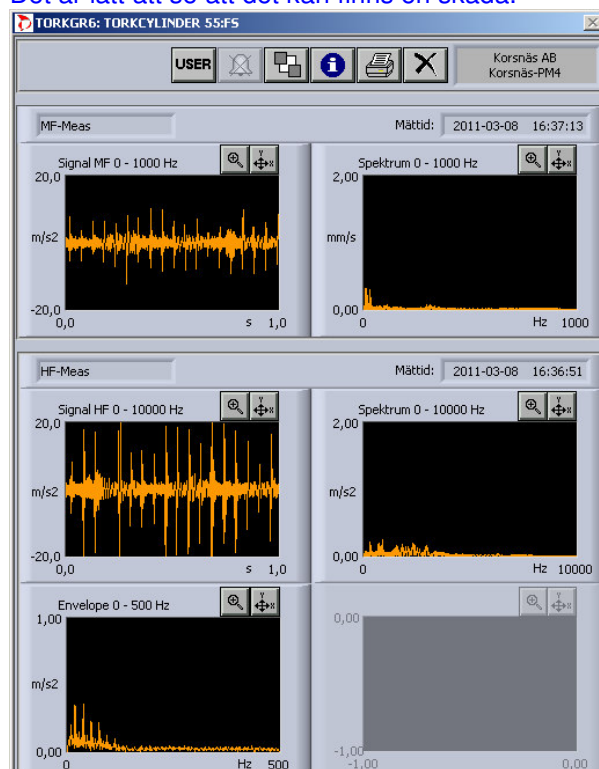 Det är lätt att se att det kan finns en skada.
TORKGR6: TORKCYLINDER 55:FS
USER
Korsnäs AB
Korsnäs-PM4
MF-Meas
Mättid: 2011-03-08 16:37:13
Signal MF 0 - 1000 Hz
20,0
m/s2
-20,0
0,0 s 1,0
Spektrum 0 - 1000 Hz
2,00
mm/s
0,00
0 Hz 1000
HF-Meas
Mättid: 2011-03-08 16:36:51
Signal HF 0 - 10000 Hz
20,0
m/s2
-20,0
0,0 s 1,0
Spektrum 0 - 10000 Hz
2,00
m/s2
0,00
0 Hz 10000
Envelope 0 - 500 Hz
1,00
m/s2
0,00
0 Hz 500
0,00
-1,00
-1,00 0,00